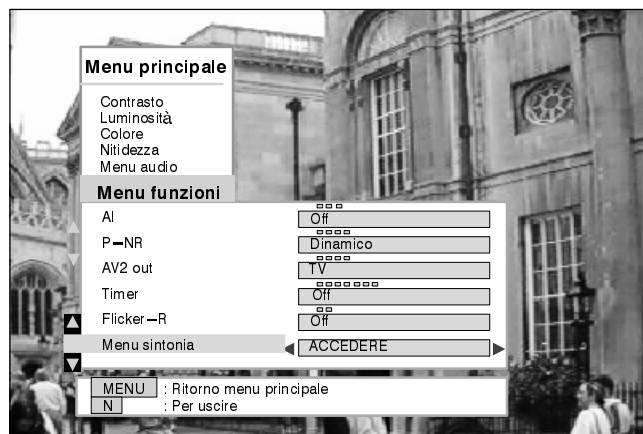 Menu principale
Contrasto
Luminosità
Colore
Nitidezza
Menu audio
Menu funzioni
AI Off
P–NR Dinamico
AV2 out TV
Timer Off
Flicker–R Off
Menu sintonia ACCEDERE
MENU : Ritorno menu principale
N : Per uscire